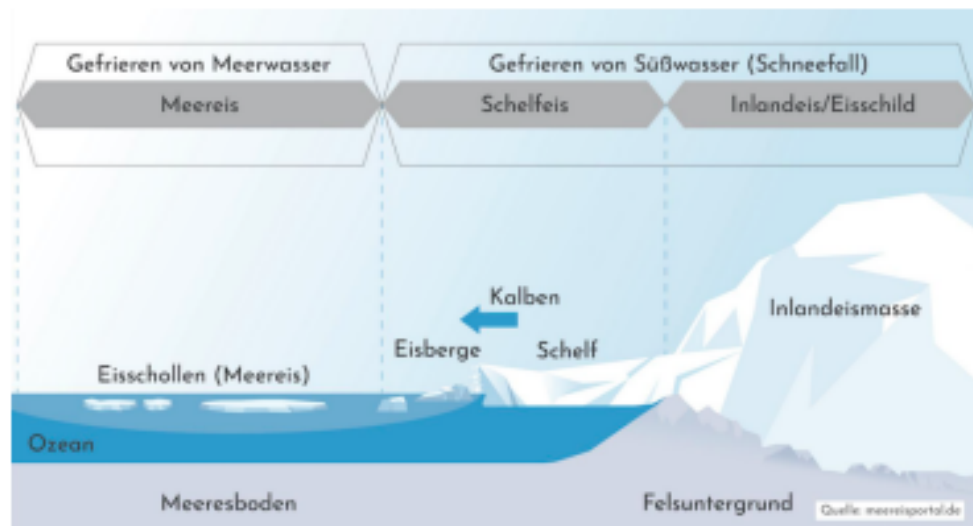 Gefrieren von Meerwasser
Gefrieren von Süßwasser (Schneefall)
Meereis
Schelfeis
Inlandeis/Eisschild
Kalben
Inlandeismasse
Eisberge
Schelf
Eisschollen (Meereis)
Ozean
Meeresboden
Felsuntergrund
Quelle: meereisportal.de